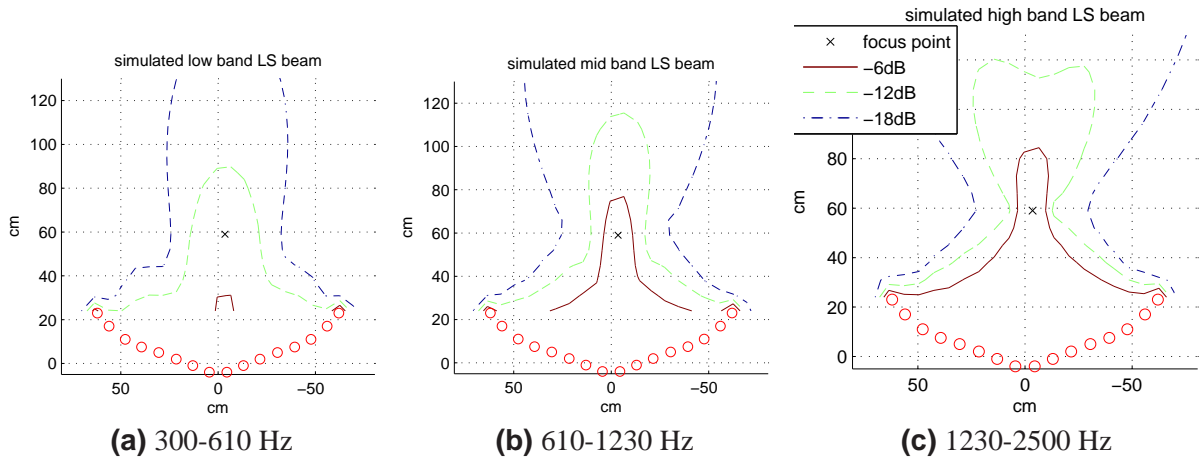 simulated low band LS beam
120
100
80
60
40
20
0
cm
50
0
−50
cm
(a) 300-610 Hz
simulated mid band LS beam
120
100
80
60
40
20
0
cm
50
0
−50
cm
(b) 610-1230 Hz
simulated high band LS beam
focus point
−6dB
−12dB
−18dB
80
60
40
20
0
cm
50
0
−50
cm
(c) 1230-2500 Hz